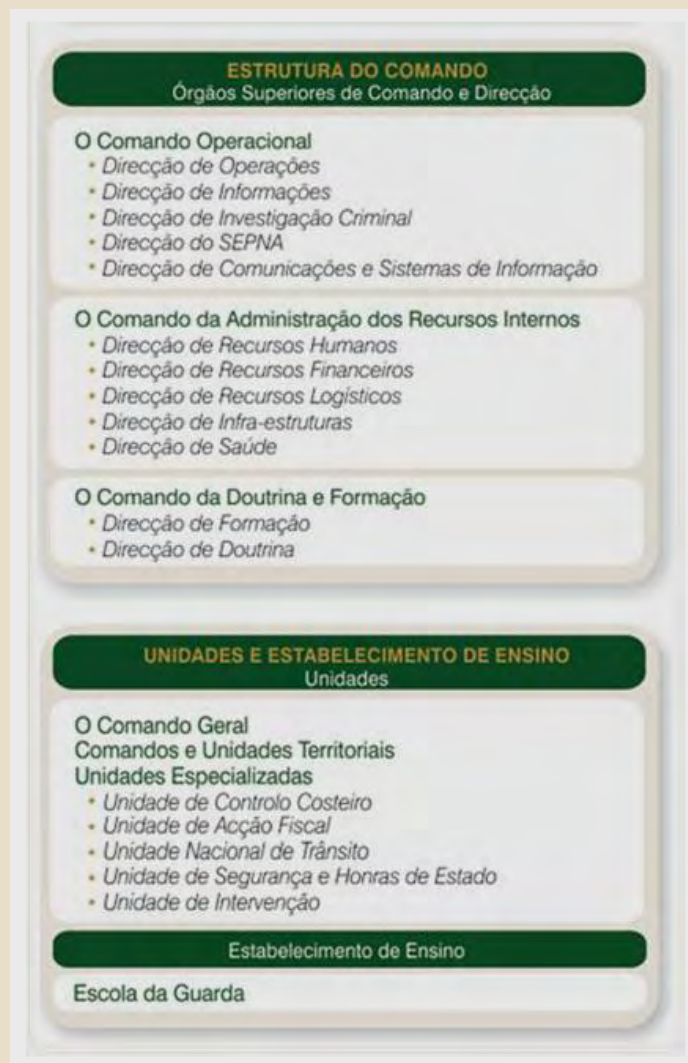 ESTRUTURA DO COMANDO
Órgãos Superiores de Comando e Direcção
O Comando Operacional
• Direcção de Operações
• Direcção de Informações
• Direcção de Investigação Criminal
• Direcção do SEPNA
• Direcção de Comunicações e Sistemas de Informação
O Comando da Administração dos Recursos Internos
• Direcção de Recursos Humanos
• Direcção de Recursos Financeiros
• Direcção de Recursos Logísticos
• Direcção de Infra-estruturas
• Direcção de Saúde
O Comando da Doutrina e Formação
• Direcção de Formação
• Direcção de Doutrina
UNIDADES E ESTABELECIMENTO DE ENSINO
Unidades
O Comando Geral
Comandos e Unidades Territoriais
Unidades Especializadas
• Unidade de Controlo Costeiro
• Unidade de Acção Fiscal
• Unidade Nacional de Trânsito
• Unidade de Segurança e Honras de Estado
• Unidade de Intervenção
Estabelecimento de Ensino
Escola da Guarda